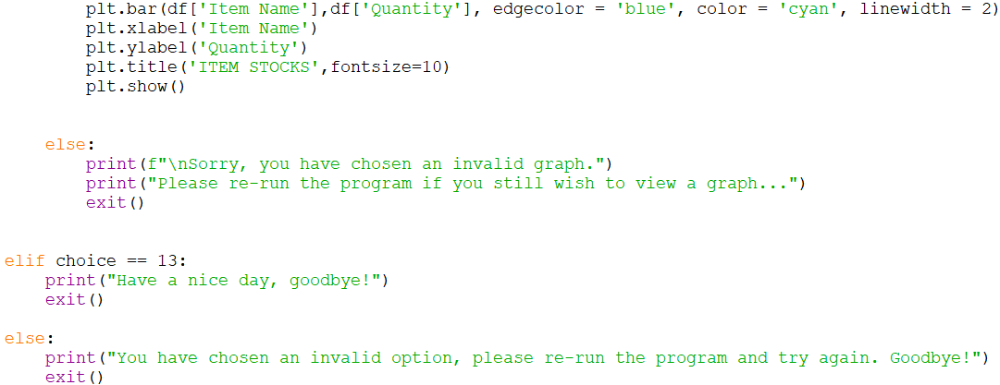 plt.bar(df['Item Name'],df['Quantity'], edgecolor = 'blue', color = 'cyan', linewidth = 2)
plt.xlabel('Item Name')
plt.ylabel('Quantity')
plt.title('ITEM STOCKS',fontsize=10)
plt.show()
else:
print(f"\nSorry, you have chosen an invalid graph.")
print("Please re-run the program if you still wish to view a graph...")
exit()
elif choice == 13:
print("Have a nice day, goodbye!")
exit()
else:
print("You have chosen an invalid option, please re-run the program and try again. Goodbye!")
exit()